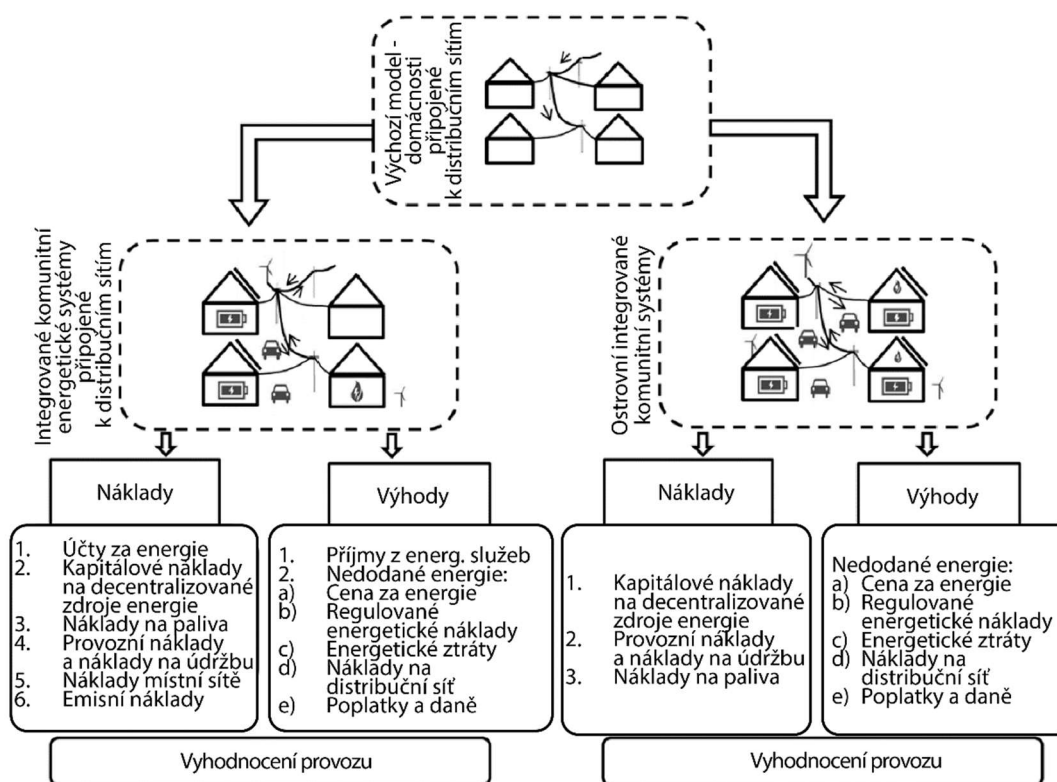 Výchozí model -
domácnosti
připojené
k distribučním sítím
Integrované komunitní
energetické systémy
připojené
k distribučním sítím
Ostrovní integrované
komunitní systémy
Náklady
1. Účty za energie
2. Kapitálové náklady
na decentralizované
zdroje energie
3. Náklady na paliva
4. Provozní náklady
a náklady na údržbu
5. Náklady místní sítě
6. Emisní náklady
Výhody
1. Příjmy z energ. služeb
2. Nedodané energie:
a) Cena za energie
b) Regulované
energetické náklady
c) Energetické ztráty
d) Náklady na
distribuční síť
e) Poplatky a daně
Vyhodnocení provozu
Náklady
1. Kapitálové náklady
na decentralizované
zdroje energie
2. Provozní náklady
a náklady na údržbu
3. Náklady na paliva
Výhody
Nedodané energie:
a) Cena za energie
b) Regulované
energetické náklady
c) Energetické ztráty
d) Náklady na
distribuční síť
e) Poplatky a daně
Vyhodnocení provozu